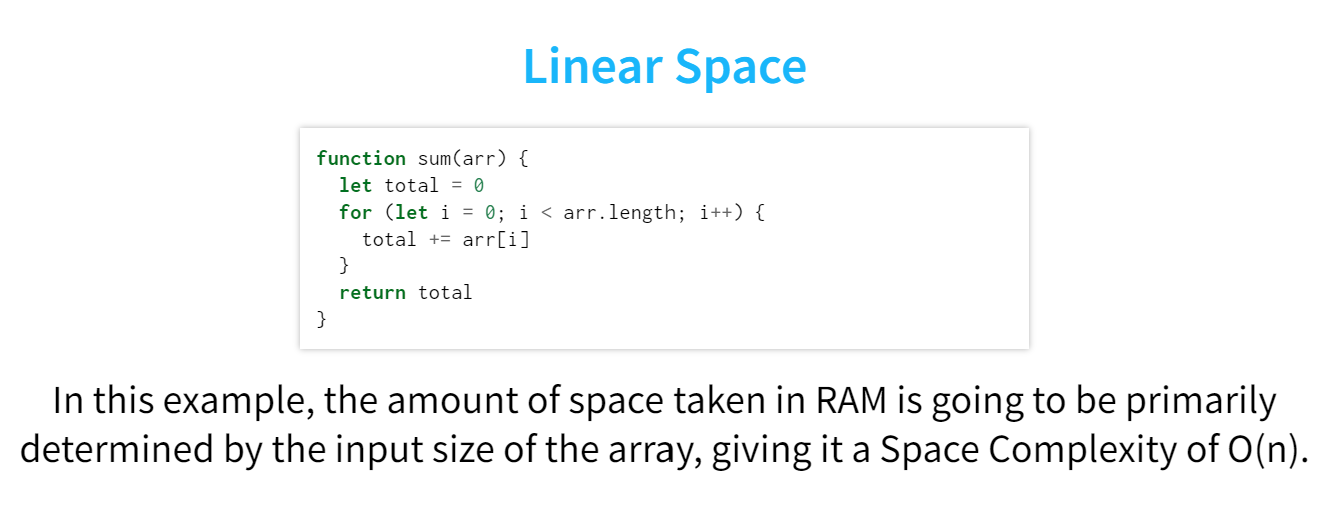 Linear Space
function sum(arr) {
  let total = 0
  for (let i = 0; i < arr.length; i++) {
    total += arr[i]
  }
  return total
}
In this example, the amount of space taken in RAM is going to be primarily
determined by the input size of the array, giving it a Space Complexity of O(n).